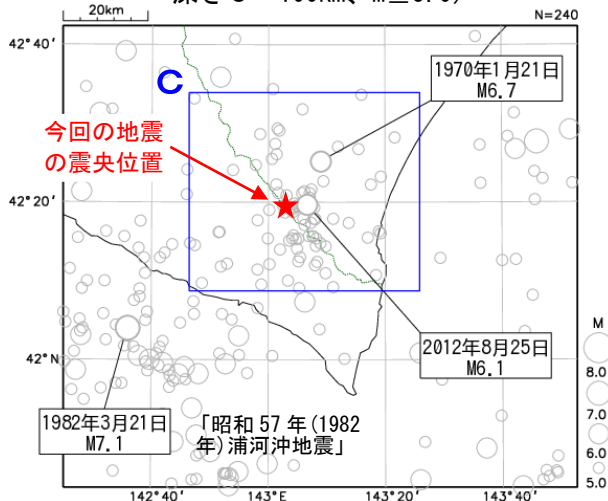 20km
N=240
42°40′
1970年1月21日
M6.7
C
今回の地震
の震央位置
42°20′
2012年8月25日
M6.1
42°N
M
8.0
7.0
6.0
5.0
1982年3月21日
M7.1
「昭和 57 年(1982
年)浦河沖地震」
142°40′
143°E
143°20′
143°40′